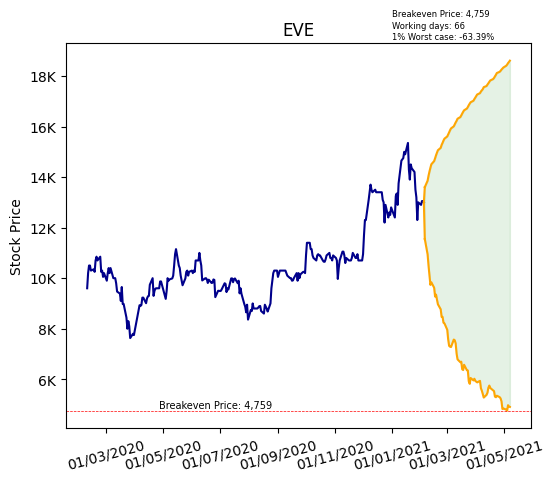 Breakeven Price: 4,759
Working days: 66
1% Worst case: -63.39%
EVE
Stock Price
18K
16K
14K
12K
10K
8K
6K
Breakeven Price: 4,759
01/03/2020 01/05/2020 01/07/2020 01/09/2020 01/11/2020 01/01/2021 01/03/2021 01/05/2021